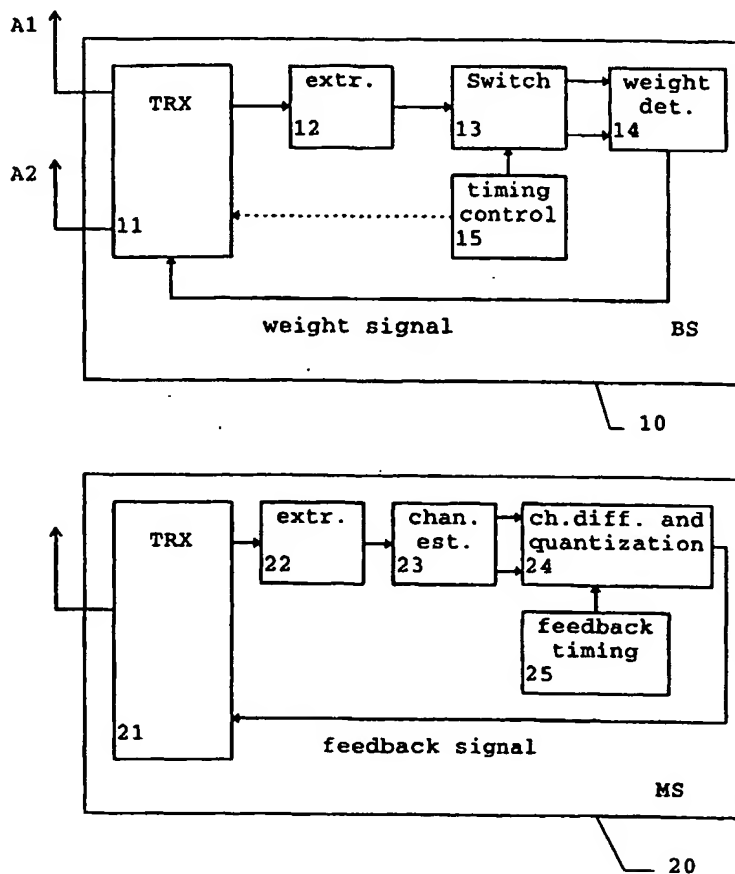 A1
TRX
extr.
12
Switch
13
weight
det.
14
A2
11
timing
control
15
weight signal
BS
10
TRX
extr.
22
chan.
est.
23
ch.diff. and
quantization
24
feedback
timing
25
21
feedback signal
MS
20